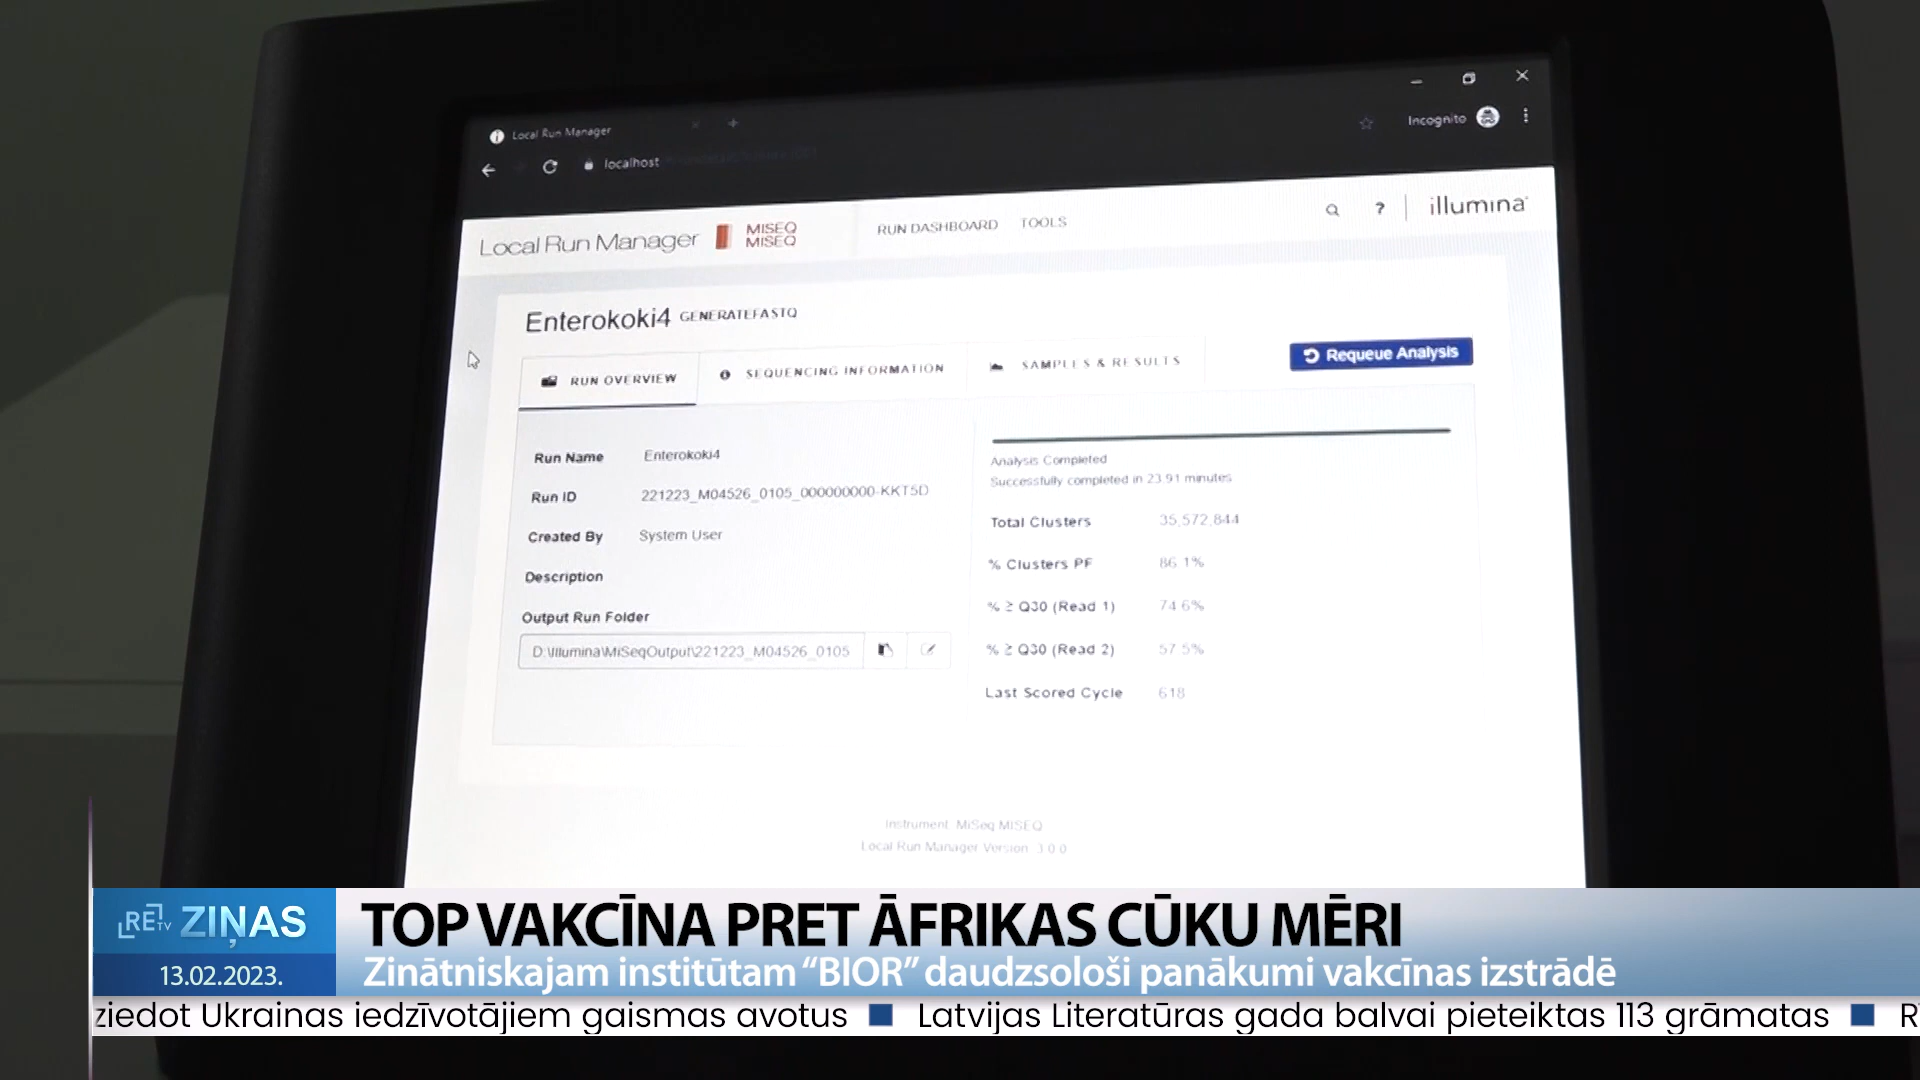 Local Run Manager
Incognito
localhost
Local Run Manager MISEQ MISEQ RUN DASHBOARD TOOLS ? illumina
Enterokoki4 GENERATEFASTQ
RUN OVERVIEW SEQUENCING INFORMATION SAMPLES & RESULTS Requeue Analysis
Run Name Enterokoki4
Run ID 221223_M04526_0105_000000000-KKT5D
Created By System User
Description
Output Run Folder
D:\Illumina\MiSeqOutput\221223_M04526_0105
Analysis Completed
Successfully completed in 23.91 minutes
Total Clusters 35,572,844
% Clusters PF 86.1%
% ≥ Q30 (Read 1) 74.6%
% ≥ Q30 (Read 2) 57.5%
Last Scored Cycle 618
Instrument: MiSeq MISEQ
Local Run Manager Version: 3.0.0
RETV ZIŅAS
13.02.2023.
TOP VAKCĪNA PRET ĀFRIKAS CŪKU MĒRI
Zinātniskajam institūtam “BIOR” daudzsološi panākumi vakcīnas izstrādē
ziedot Ukrainas iedzīvotājiem gaismas avotus ■ Latvijas Literatūras gada balvai pieteiktas 113 grāmatas ■ R